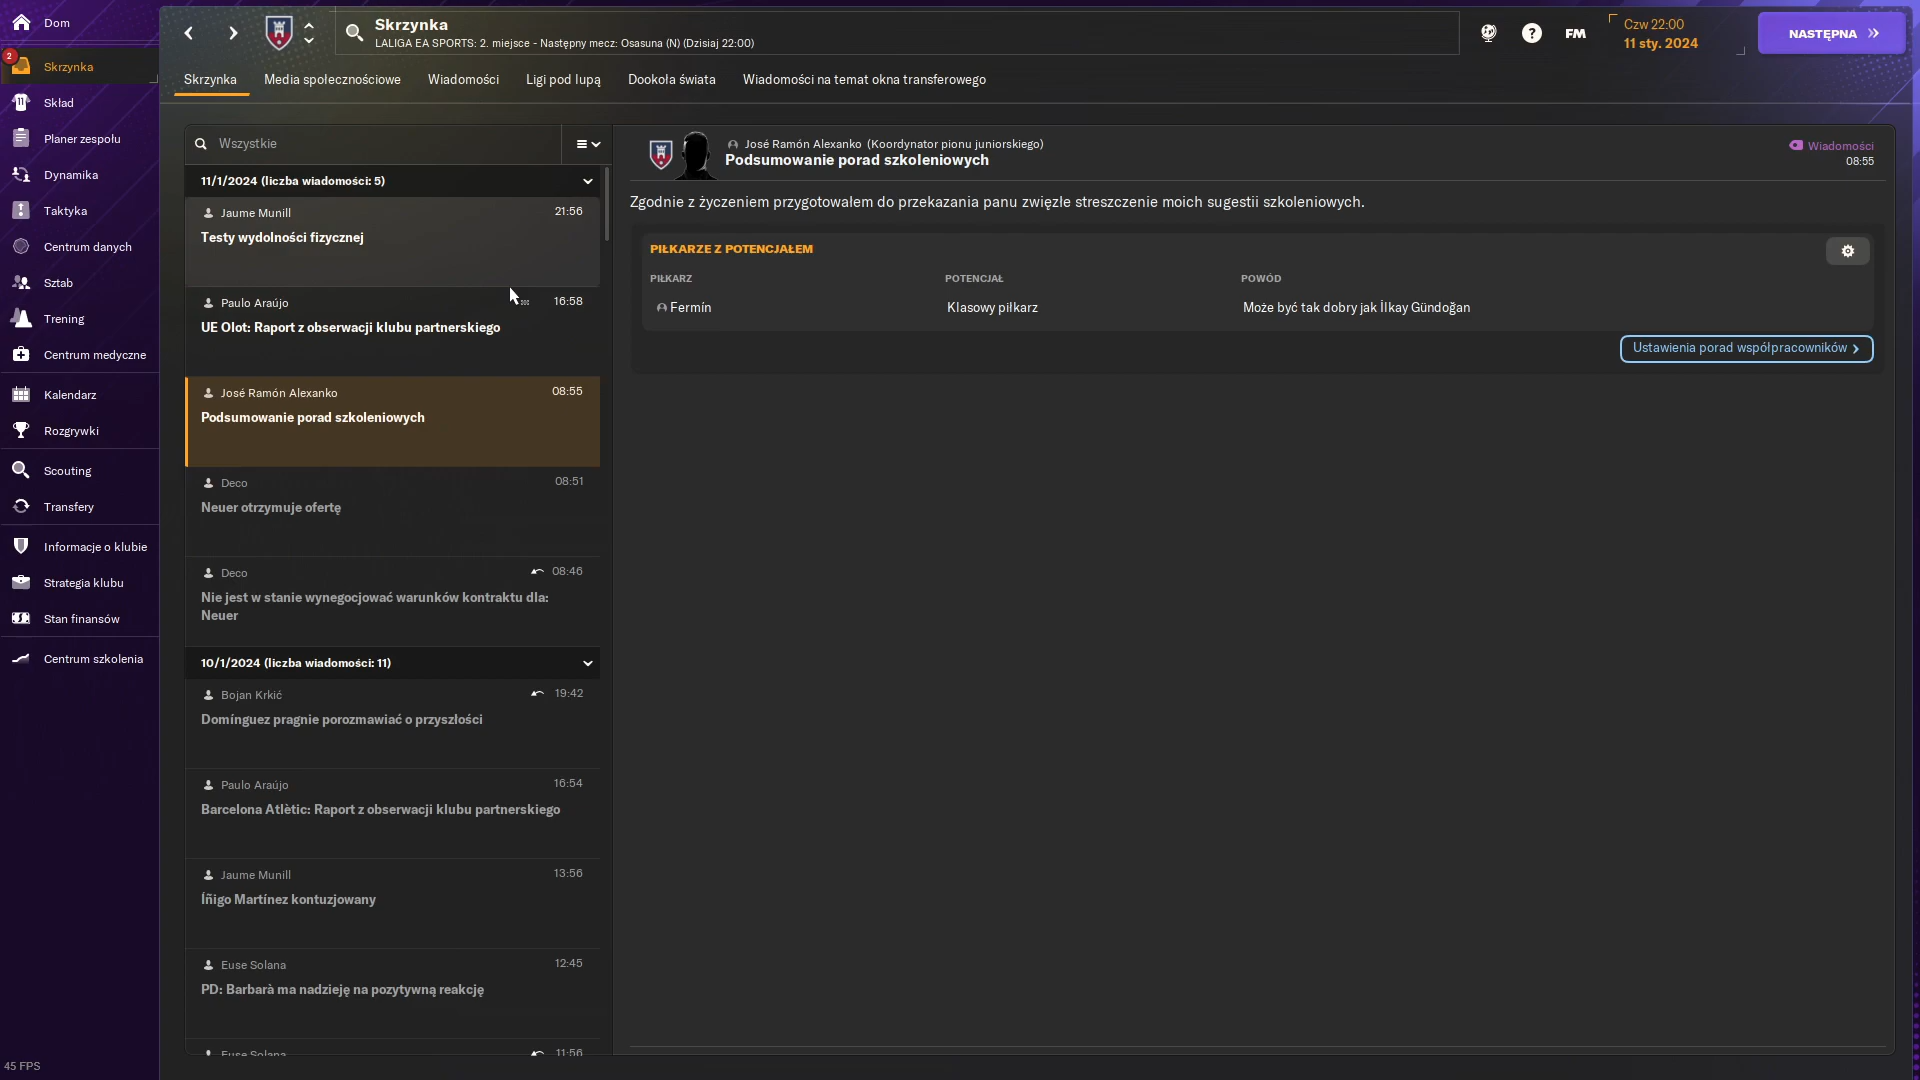 Dom
2
Skrzynka
Skład
Planer zespołu
Dynamika
Taktyka
Centrum danych
Sztab
Trening
Centrum medyczne
Kalendarz
Rozgrywki
Scouting
Transfery
Informacje o klubie
Strategia klubu
Stan finansów
Centrum szkolenia
45 FPS
Skrzynka
LALIGA EA SPORTS: 2. miejsce - Następny mecz: Osasuna (N) (Dzisiaj 22:00)
FM
Czw 22:00
11 sty. 2024
NASTĘPNA
Skrzynka Media społecznościowe Wiadomości Ligi pod lupą Dookoła świata Wiadomości na temat okna transferowego
Wszystkie
11/1/2024 (liczba wiadomości: 5)
Jaume Munill 21:56
Testy wydolności fizycznej
Paulo Araújo 16:58
UE Olot: Raport z obserwacji klubu partnerskiego
José Ramón Alexanko 08:55
Podsumowanie porad szkoleniowych
Deco 08:51
Neuer otrzymuje ofertę
Deco 08:46
Nie jest w stanie wynegocjować warunków kontraktu dla:
Neuer
10/1/2024 (liczba wiadomości: 11)
Bojan Krkić 19:42
Domínguez pragnie porozmawiać o przyszłości
Paulo Araújo 16:54
Barcelona Atlètic: Raport z obserwacji klubu partnerskiego
Jaume Munill 13:56
Íñigo Martínez kontuzjowany
Euse Solana 12:45
PD: Barbarà ma nadzieję na pozytywną reakcję
Euse Solana 11:56
José Ramón Alexanko (Koordynator pionu juniorskiego)
Podsumowanie porad szkoleniowych
Wiadomości
08:55
Zgodnie z życzeniem przygotowałem do przekazania panu zwięzłe streszczenie moich sugestii szkoleniowych.
PIŁKARZE Z POTENCJAŁEM
PIŁKARZ POTENCJAŁ POWÓD
Fermín Klasowy piłkarz Może być tak dobry jak İlkay Gündoğan
Ustawienia porad współpracowników